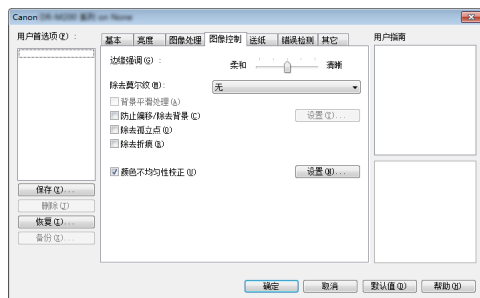 Canon on None
用户首选项(P) :
基本 亮度 图像处理 图像控制 送纸 错误检测 其它
用户指南
边缘强调(G) :
柔和 清晰
除去莫尔纹(M):
无
背景平滑处理(A)
防止偏移/除去背景(C)
设置(T)...
除去孤立点(O)
除去折痕(R)
颜色不均匀性校正(U)
设置(N)...
保存(Y)...
删除(J)
恢复(X)...
备份(Z)...
确定 取消 默认值(D) 帮助(H)